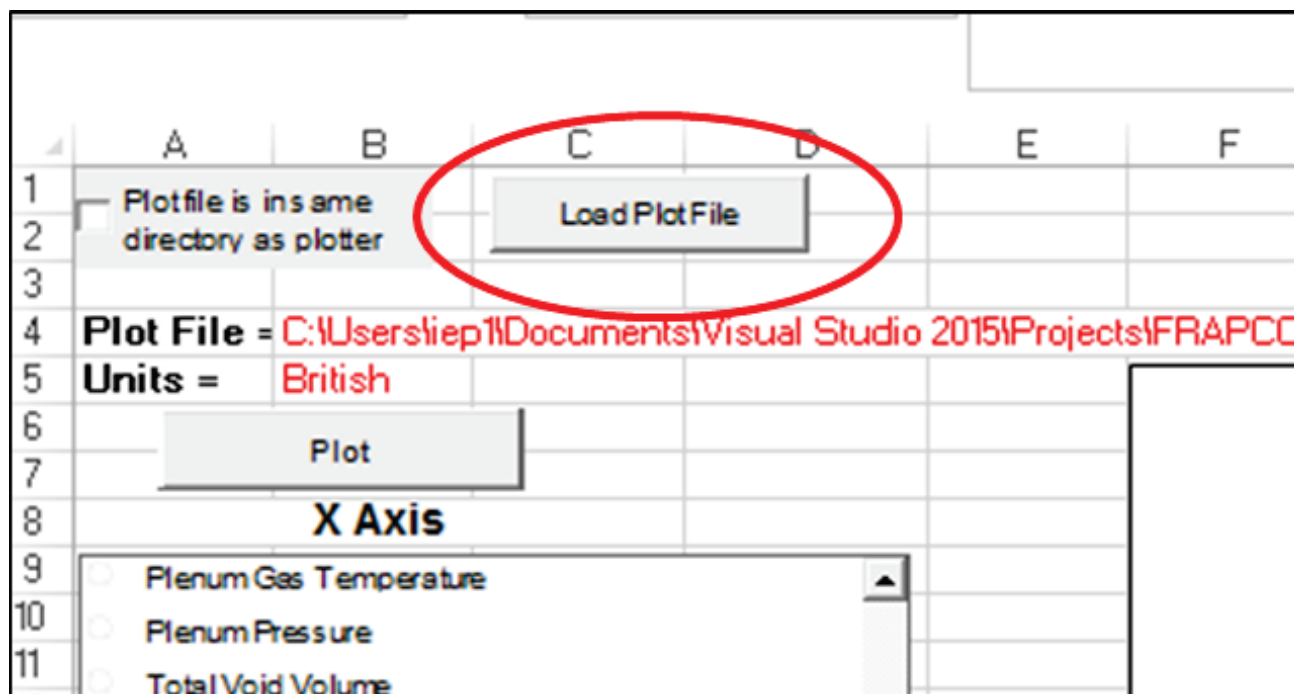 A B C D E F
1 Plot file is in same Load Plot File
2 directory as plotter
3
4 Plot File = C:\Users\iep1\Documents\Visual Studio 2015\Projects\FRAPCO
5 Units = British
6
Plot
7
8 X Axis
9 Plenum Gas Temperature
10 Plenum Pressure
11 Total Void Volume